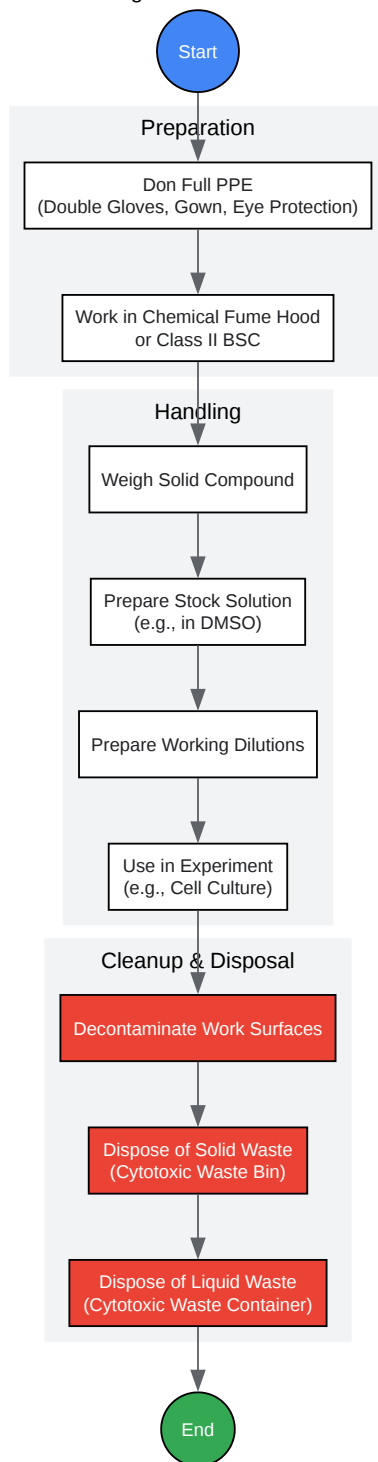 Start
Preparation
Don Full PPE
(Double Gloves, Gown, Eye Protection)
Work in Chemical Fume Hood
or Class II BSC
Handling
Weigh Solid Compound
Prepare Stock Solution
(e.g., in DMSO)
Prepare Working Dilutions
Use in Experiment
(e.g., Cell Culture)
Cleanup & Disposal
Decontaminate Work Surfaces
Dispose of Solid Waste
(Cytotoxic Waste Bin)
Dispose of Liquid Waste
(Cytotoxic Waste Container)
End